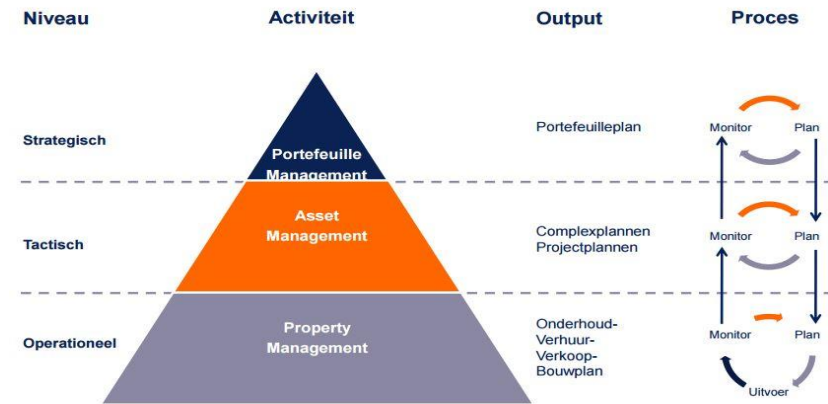 Niveau Activiteit Output Proces
Strategisch
Portefeuille
Management
Portefeuilleplan
Monitor Plan
Tactisch
Asset
Management
Complexplannen
Projectplannen
Monitor Plan
Operationeel
Property
Management
Onderhoud-
Verhuur-
Verkoop-
Bouwplan
Monitor Plan
Uitvoer